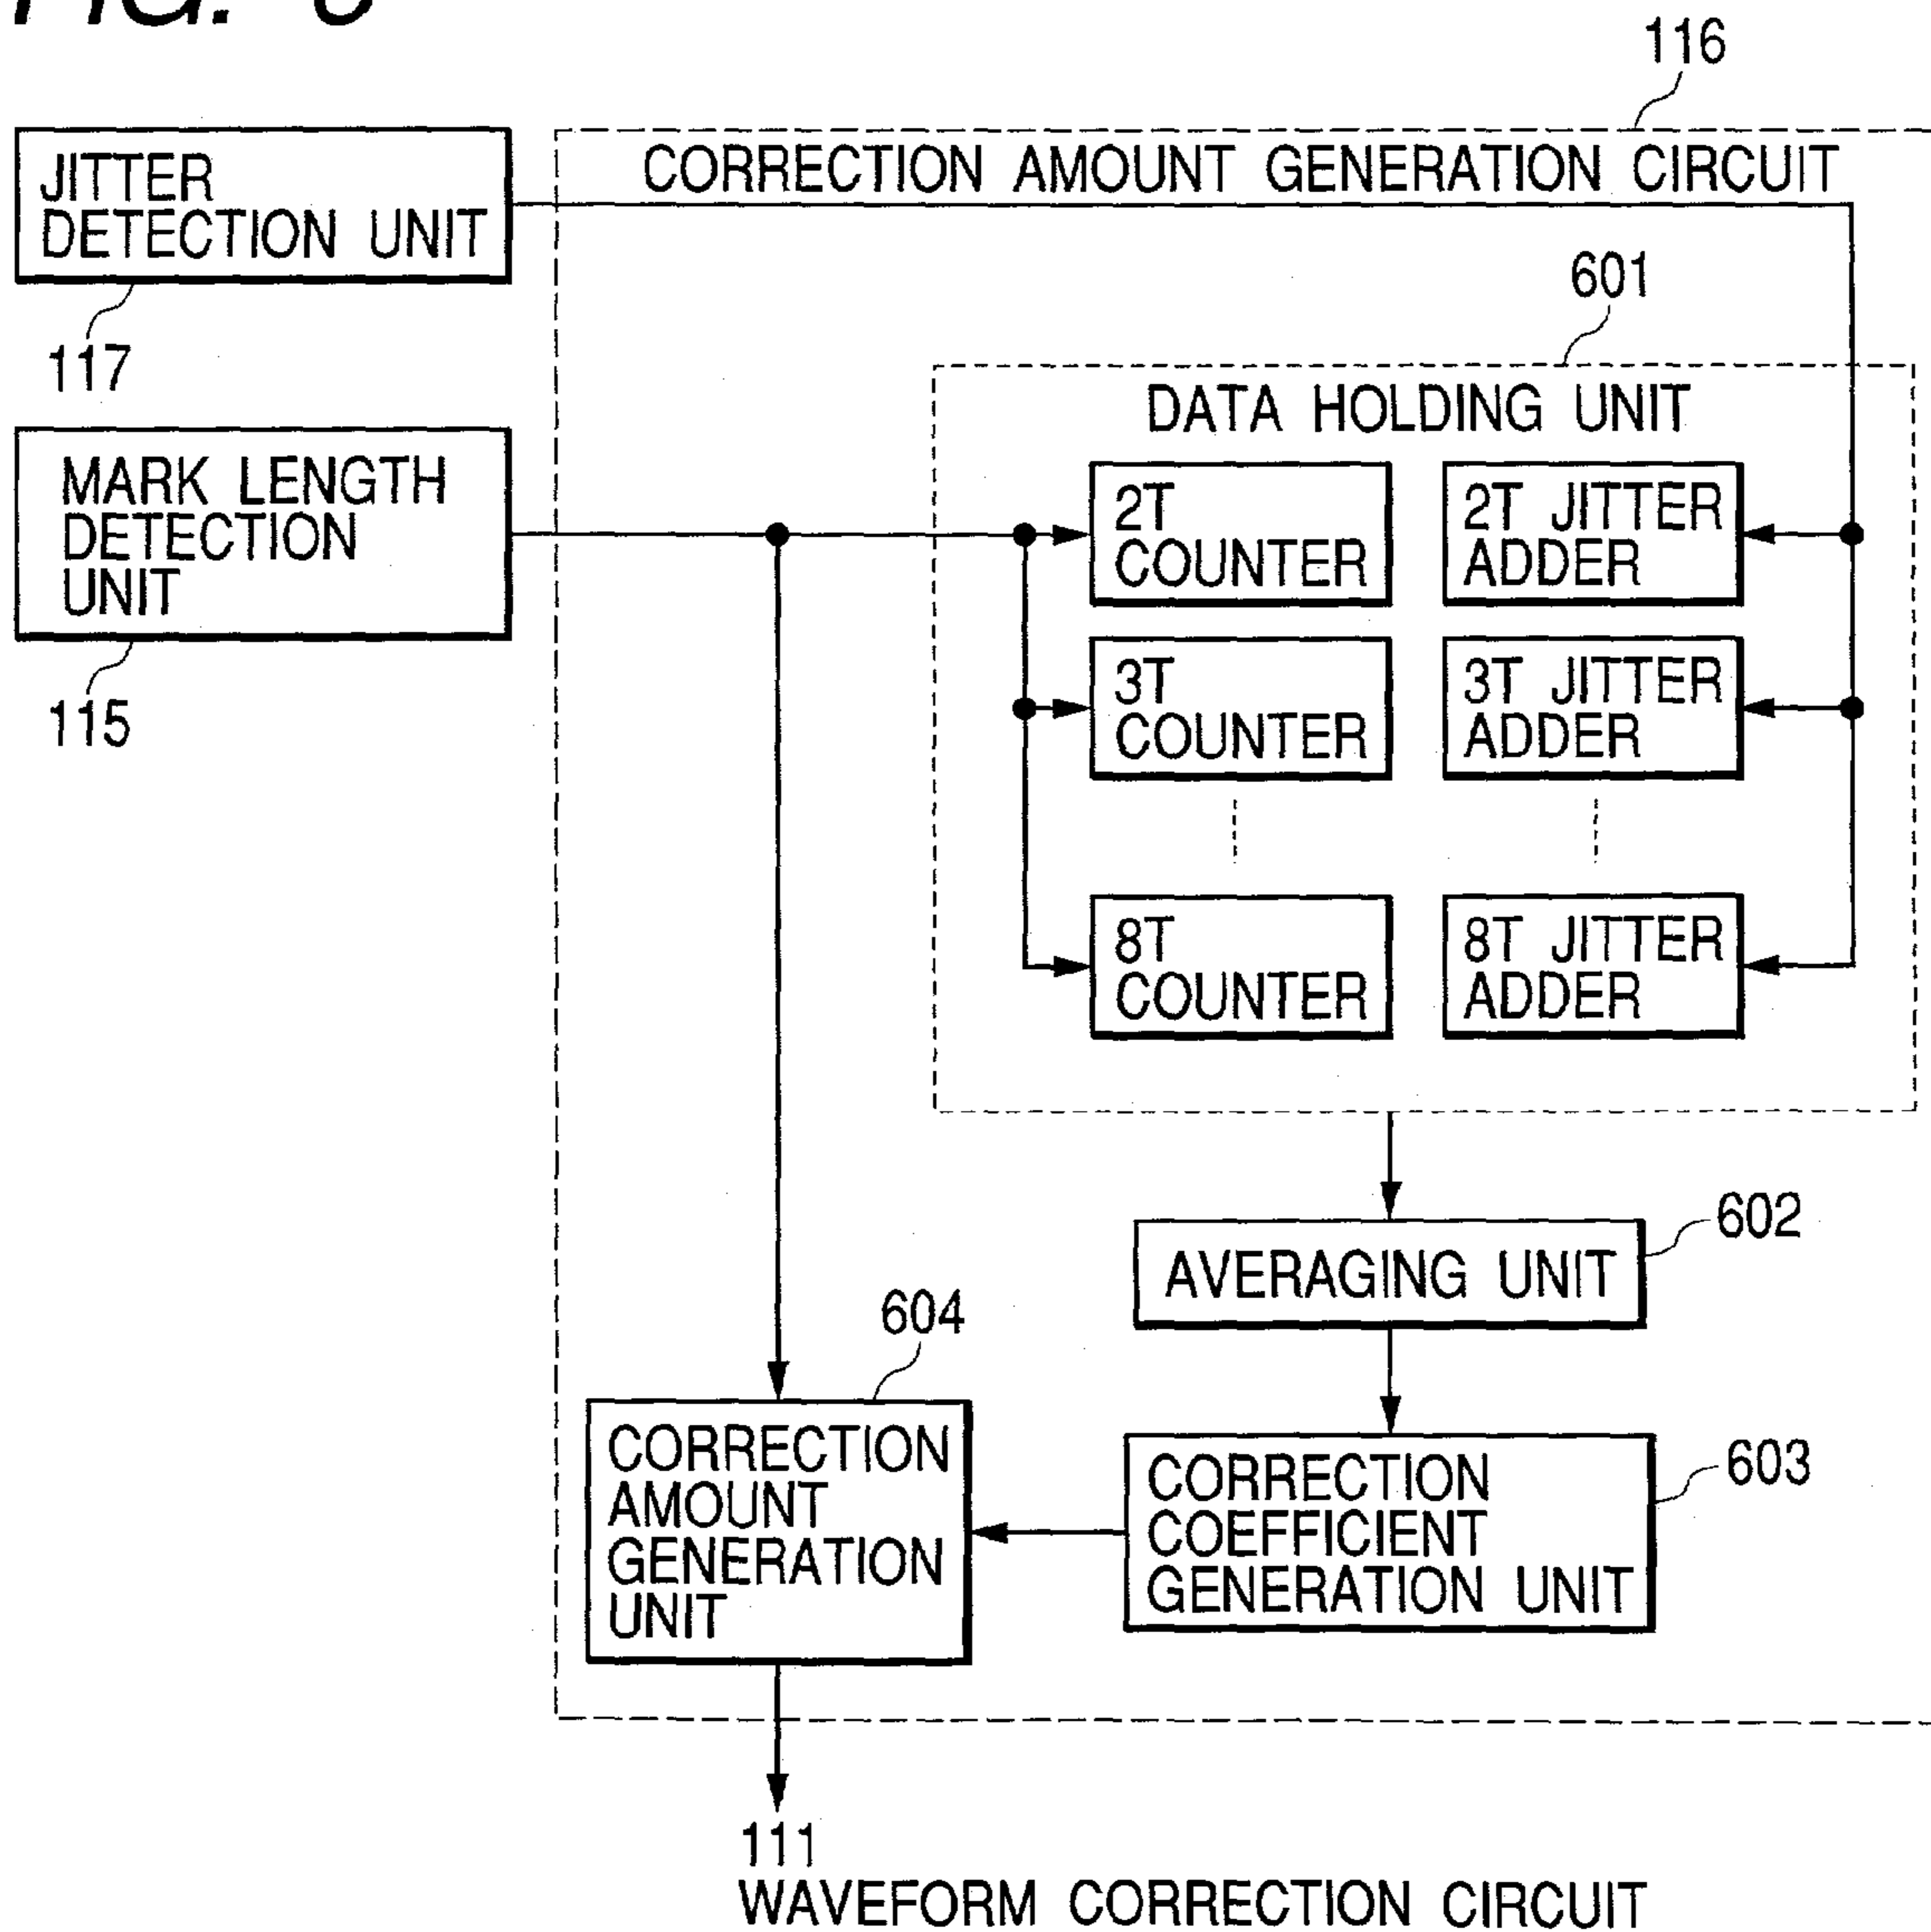 FIG.
116
JITTER
DETECTION UNIT
117
CORRECTION AMOUNT GENERATION CIRCUIT
601
MARK LENGTH
DETECTION
UNIT
115
DATA HOLDING UNIT
2T
COUNTER
2T JITTER
ADDER
3T
COUNTER
3T JITTER
ADDER
8T
COUNTER
8T JITTER
ADDER
602
AVERAGING UNIT
604
CORRECTION
AMOUNT
GENERATION
UNIT
603
CORRECTION
COEFFICIENT
GENERATION UNIT
111
WAVEFORM CORRECTION CIRCUIT